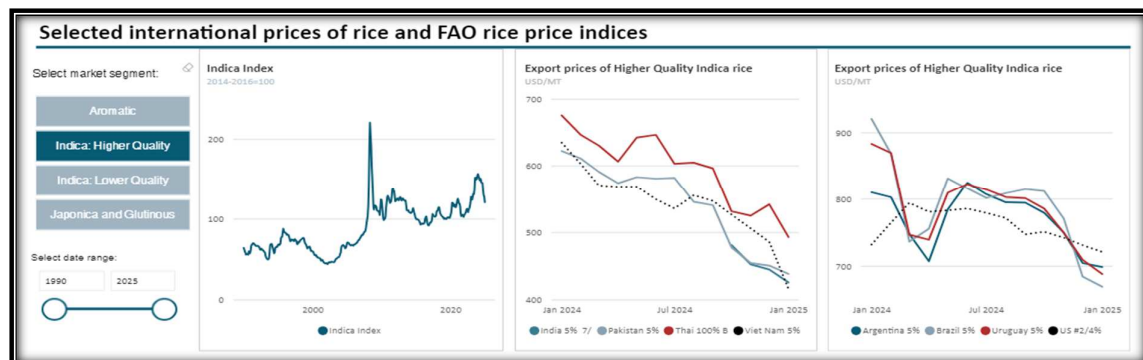 Selected international prices of rice and FAO rice price indices
Select market segment:
Aromatic
Indica: Higher Quality
Indica: Lower Quality
Japonica and Glutinous
Select date range:
1990 2025
Indica Index
2014-2016=100
200
100
0
2000 2020
Indica Index
Export prices of Higher Quality Indica rice
USD/MT
700
600
500
400
Jan 2024 Jul 2024 Jan 2025
India 5% 7/ Pakistan 5% Thai 100% B Viet Nam 5%
Export prices of Higher Quality Indica rice
USD/MT
900
800
700
Jan 2024 Jul 2024 Jan 2025
Argentina 5% Brazil 5% Uruguay 5% US #2/4%